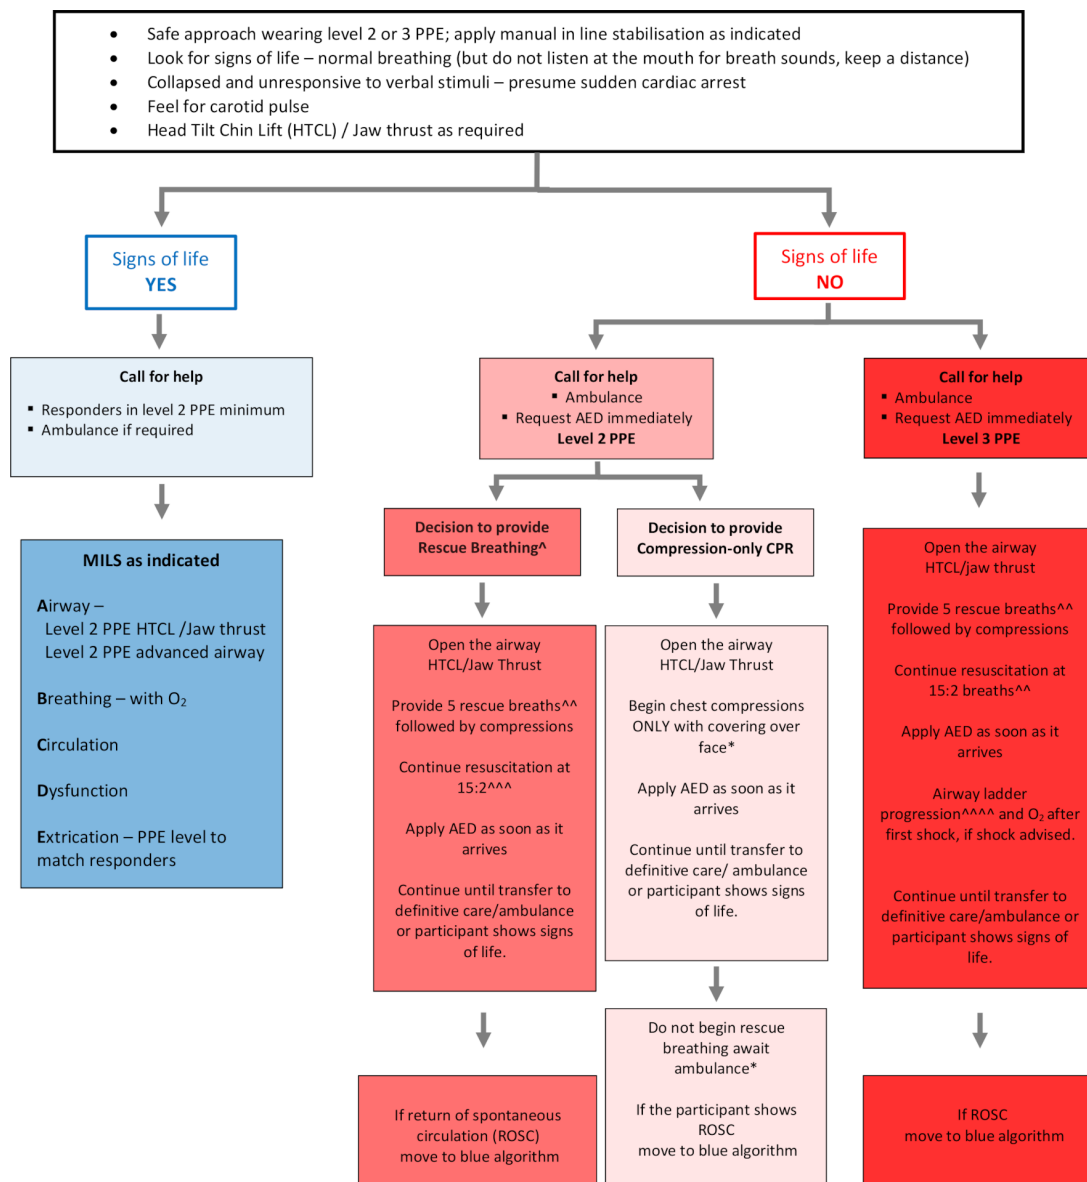 • Safe approach wearing level 2 or 3 PPE; apply manual in line stabilisation as indicated
• Look for signs of life – normal breathing (but do not listen at the mouth for breath sounds, keep a distance)
• Collapsed and unresponsive to verbal stimuli – presume sudden cardiac arrest
• Feel for carotid pulse
• Head Tilt Chin Lift (HTCL) / Jaw thrust as required
Signs of life
YES
Signs of life
NO
Call for help
▪ Responders in level 2 PPE minimum
▪ Ambulance if required
Call for help
▪ Ambulance
▪ Request AED immediately
Level 2 PPE
Call for help
▪ Ambulance
▪ Request AED immediately
Level 3 PPE
MILS as indicated
Airway –
Level 2 PPE HTCL /Jaw thrust
Level 2 PPE advanced airway
Breathing – with O₂
Circulation
Dysfunction
Extrication – PPE level to
match responders
Decision to provide
Rescue Breathing^
Decision to provide
Compression-only CPR
Open the airway
HTCL/Jaw Thrust
Provide 5 rescue breaths^^
followed by compressions
Continue resuscitation at
15:2^^^
Apply AED as soon as it
arrives
Continue until transfer to
definitive care/ambulance
or participant shows signs
of life.
Open the airway
HTCL/Jaw Thrust
Begin chest compressions
ONLY with covering over
face*
Apply AED as soon as it
arrives
Continue until transfer to
definitive care/ ambulance
or participant shows signs
of life.
Open the airway
HTCL/jaw thrust
Provide 5 rescue breaths^^
followed by compressions
Continue resuscitation at
15:2 breaths^^
Apply AED as soon as it
arrives
Airway ladder
progression^^^^ and O₂ after
first shock, if shock advised.
Continue until transfer to
definitive care/ambulance or
participant shows signs of
life.
If return of spontaneous
circulation (ROSC)
move to blue algorithm
Do not begin rescue
breathing await
ambulance*
If the participant shows
ROSC
move to blue algorithm
If ROSC
move to blue algorithm